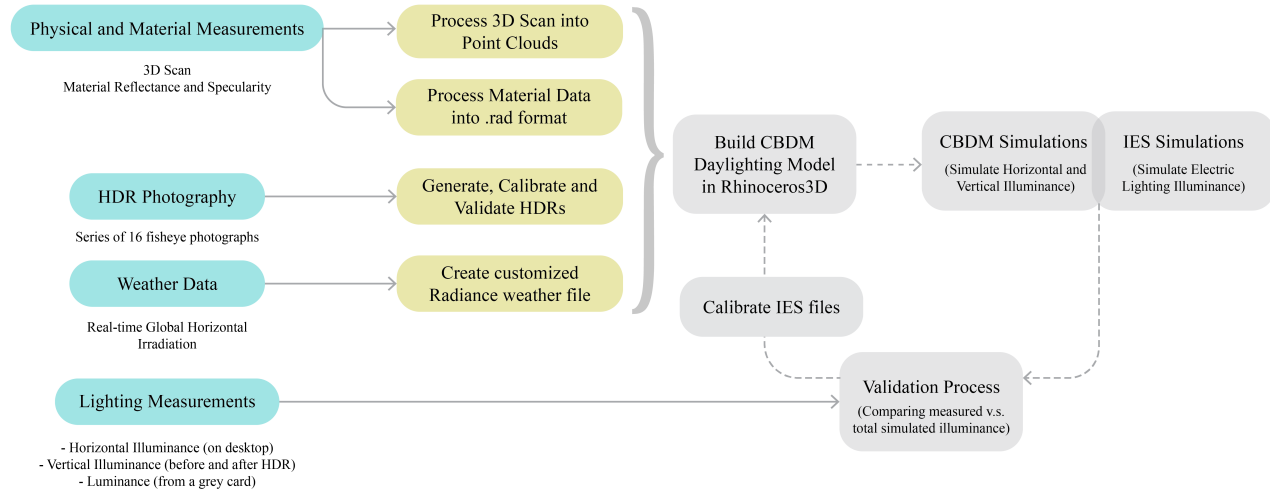 Physical and Material Measurements
3D Scan
Material Reflectance and Specularity
HDR Photography
Series of 16 fisheye photographs
Weather Data
Real-time Global Horizontal
Irradiation
Lighting Measurements
- Horizontal Illuminance (on desktop)
- Vertical Illuminance (before and after HDR)
- Luminance (from a grey card)
Process 3D Scan into
Point Clouds
Process Material Data
into .rad format
Generate, Calibrate and
Validate HDRs
Create customized
Radiance weather file
Build CBDM
Daylighting Model
in Rhinoceros3D
Calibrate IES files
Validation Process
(Comparing measured v.s.
total simulated illuminance)
CBDM Simulations
(Simulate Horizontal and
Vertical Illuminance)
IES Simulations
(Simulate Electric
Lighting Illuminance)